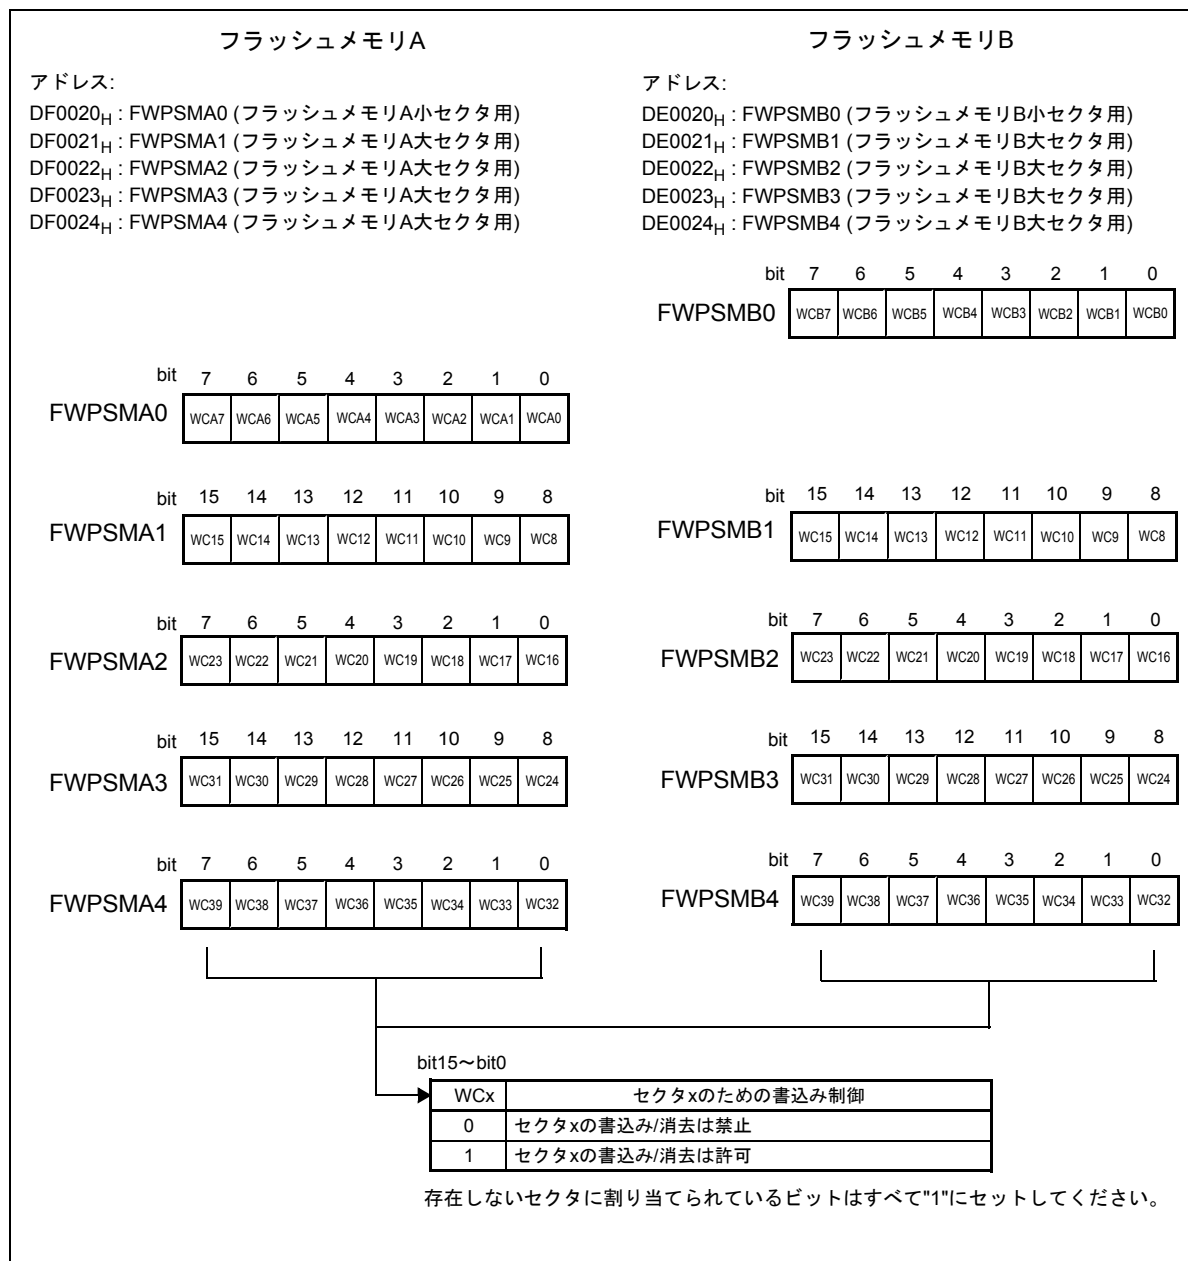 フラッシュメモリA
アドレス:
DF0020H : FWPSMA0 (フラッシュメモリA小セクタ用)
DF0021H : FWPSMA1 (フラッシュメモリA大セクタ用)
DF0022H : FWPSMA2 (フラッシュメモリA大セクタ用)
DF0023H : FWPSMA3 (フラッシュメモリA大セクタ用)
DF0024H : FWPSMA4 (フラッシュメモリA大セクタ用)
フラッシュメモリB
アドレス:
DE0020H : FWPSMB0 (フラッシュメモリB小セクタ用)
DE0021H : FWPSMB1 (フラッシュメモリB大セクタ用)
DE0022H : FWPSMB2 (フラッシュメモリB大セクタ用)
DE0023H : FWPSMB3 (フラッシュメモリB大セクタ用)
DE0024H : FWPSMB4 (フラッシュメモリB大セクタ用)
bit 7 6 5 4 3 2 1 0
FWPSMB0 WCB7 WCB6 WCB5 WCB4 WCB3 WCB2 WCB1 WCB0
bit 7 6 5 4 3 2 1 0
FWPSMA0 WCA7 WCA6 WCA5 WCA4 WCA3 WCA2 WCA1 WCA0
bit 15 14 13 12 11 10 9 8
FWPSMA1 WC15 WC14 WC13 WC12 WC11 WC10 WC9 WC8
bit 15 14 13 12 11 10 9 8
FWPSMB1 WC15 WC14 WC13 WC12 WC11 WC10 WC9 WC8
bit 7 6 5 4 3 2 1 0
FWPSMA2 WC23 WC22 WC21 WC20 WC19 WC18 WC17 WC16
bit 7 6 5 4 3 2 1 0
FWPSMB2 WC23 WC22 WC21 WC20 WC19 WC18 WC17 WC16
bit 15 14 13 12 11 10 9 8
FWPSMA3 WC31 WC30 WC29 WC28 WC27 WC26 WC25 WC24
bit 15 14 13 12 11 10 9 8
FWPSMB3 WC31 WC30 WC29 WC28 WC27 WC26 WC25 WC24
bit 7 6 5 4 3 2 1 0
FWPSMA4 WC39 WC38 WC37 WC36 WC35 WC34 WC33 WC32
bit 7 6 5 4 3 2 1 0
FWPSMB4 WC39 WC38 WC37 WC36 WC35 WC34 WC33 WC32
bit15～bit0
WCx セクタxのための書込み制御
0 セクタxの書込み/消去は禁止
1 セクタxの書込み/消去は許可
存在しないセクタに割り当てられているビットはすべて"1"にセットしてください。